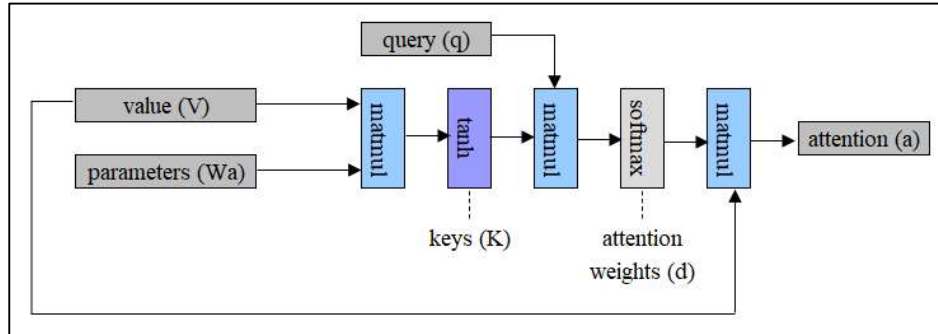 query (q)
value (V)
parameters (Wa)
matmul
tanh
matmul
softmax
matmul
attention (a)
keys (K)
attention
weights (d)